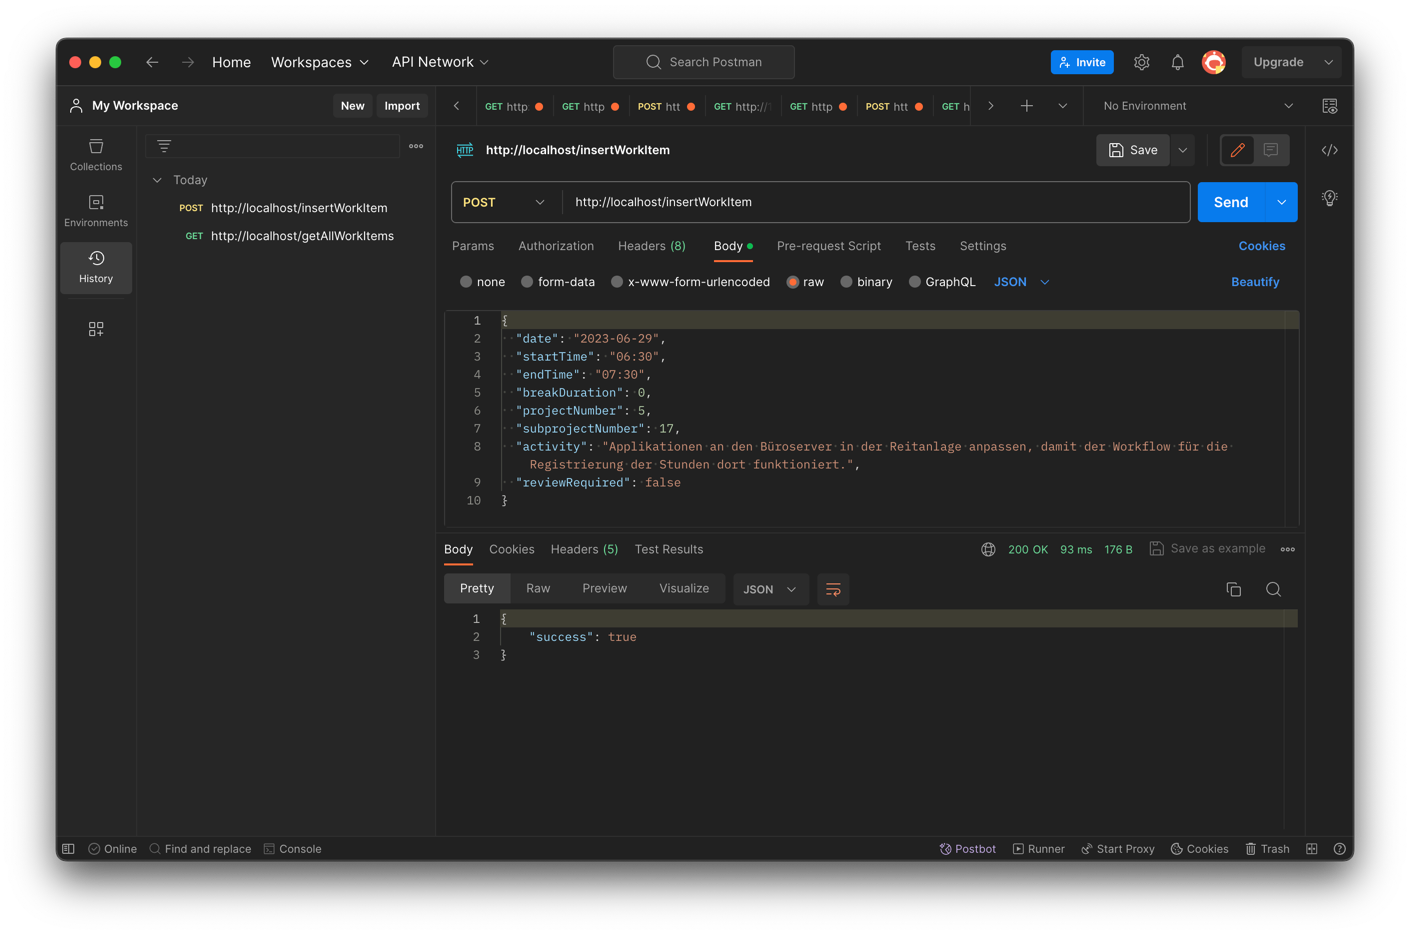 Home Workspaces API Network Search Postman Invite Upgrade
My Workspace New Import GET http GET http POST htt GET http:// GET http POST htt GET h No Environment
Collections
Environments
History
Today
POST http://localhost/insertWorkItem
GET http://localhost/getAllWorkItems
HTTP http://localhost/insertWorkItem Save
POST http://localhost/insertWorkItem Send
Params Authorization Headers (8) Body Pre-request Script Tests Settings Cookies
none form-data x-www-form-urlencoded raw binary GraphQL JSON Beautify
1 {
2 "date": "2023-06-29",
3 "startTime": "06:30",
4 "endTime": "07:30",
5 "breakDuration": 0,
6 "projectNumber": 5,
7 "subprojectNumber": 17,
8 "activity": "Applikationen an den Büroserver in der Reitanlage anpassen, damit der Workflow für die
Registrierung der Stunden dort funktioniert.",
9 "reviewRequired": false
10 }
Body Cookies Headers (5) Test Results 200 OK 93 ms 176 B Save as example
Pretty Raw Preview Visualize JSON
1 {
2 "success": true
3 }
Online Find and replace Console Postbot Runner Start Proxy Cookies Trash